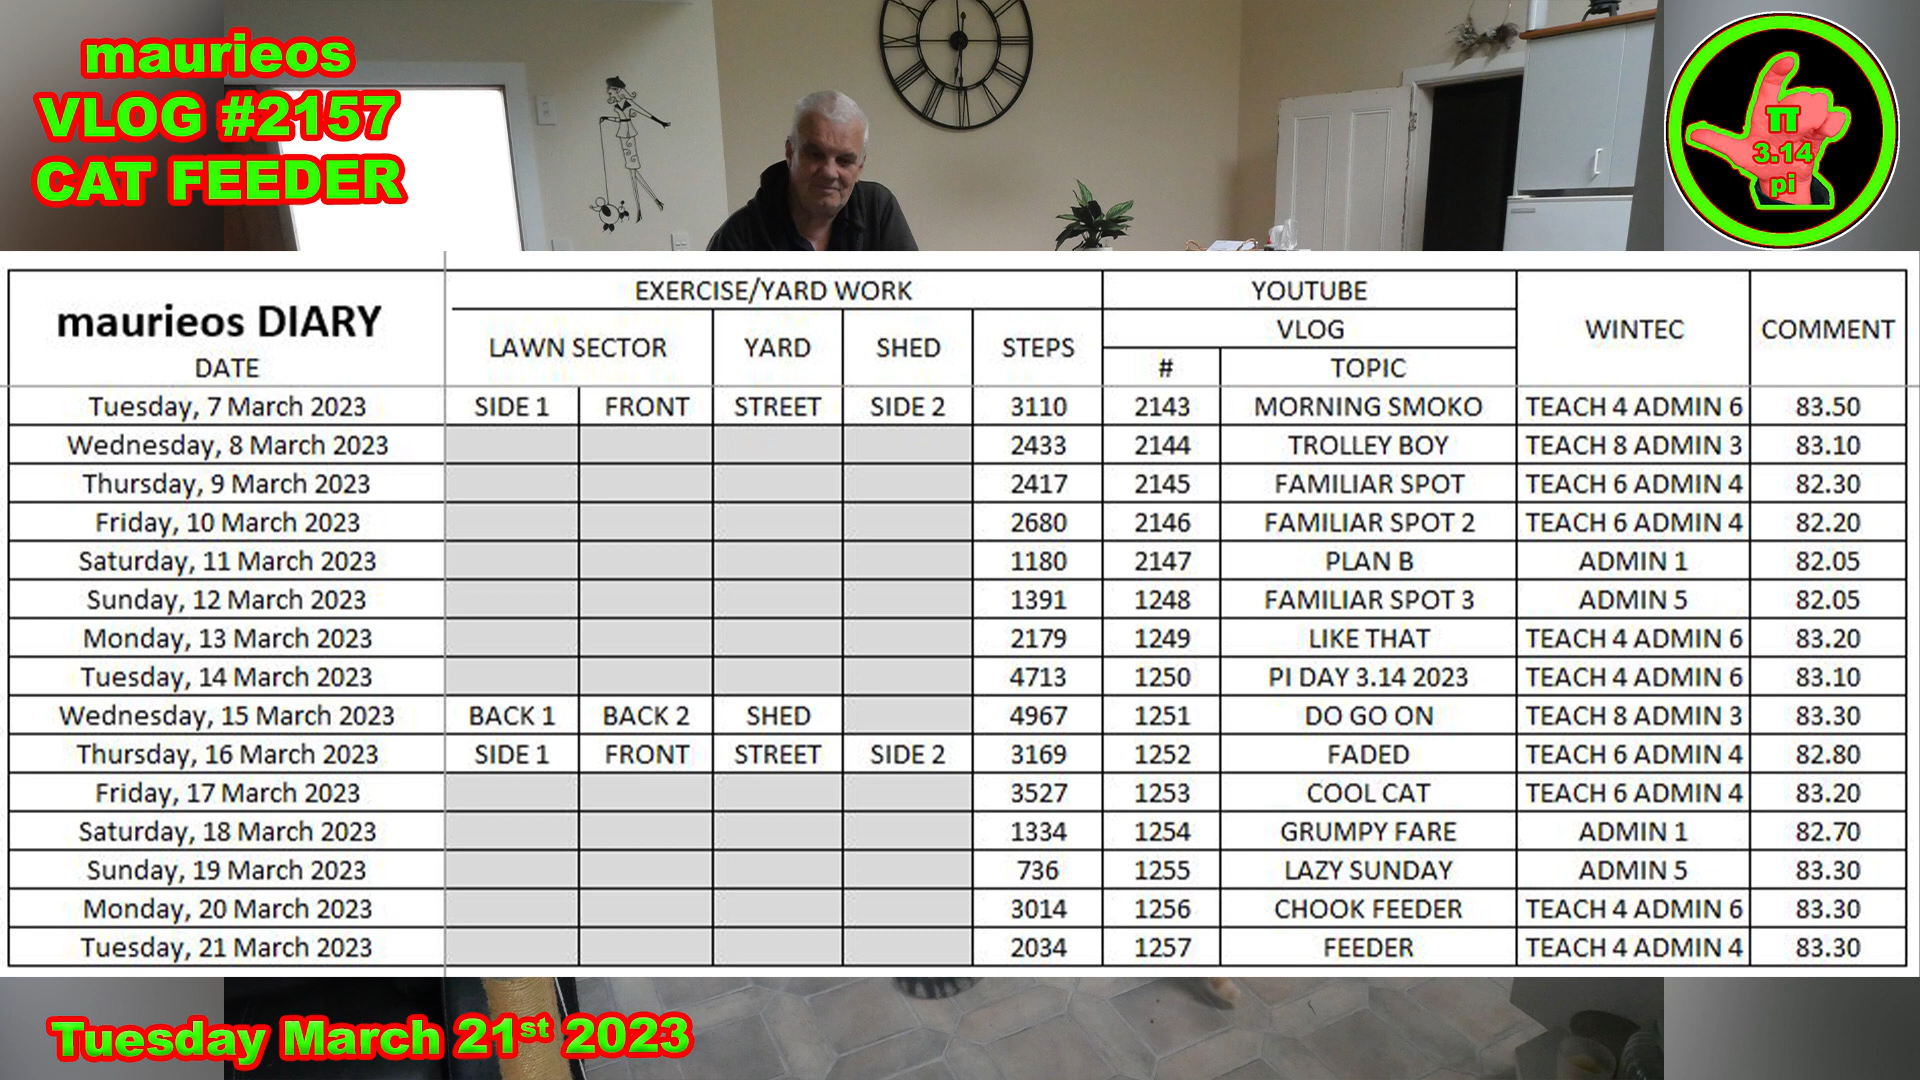 maurieos
VLOG #2157
CAT FEEDER
π
3.14
pi
maurieos DIARY
DATE
EXERCISE/YARD WORK
LAWN SECTOR YARD SHED STEPS
YOUTUBE
VLOG
# TOPIC
WINTEC COMMENT
Tuesday, 7 March 2023 SIDE 1 FRONT STREET SIDE 2 3110 2143 MORNING SMOKO TEACH 4 ADMIN 6 83.50
Wednesday, 8 March 2023 2433 2144 TROLLEY BOY TEACH 8 ADMIN 3 83.10
Thursday, 9 March 2023 2417 2145 FAMILIAR SPOT TEACH 6 ADMIN 4 82.30
Friday, 10 March 2023 2680 2146 FAMILIAR SPOT 2 TEACH 6 ADMIN 4 82.20
Saturday, 11 March 2023 1180 2147 PLAN B ADMIN 1 82.05
Sunday, 12 March 2023 1391 1248 FAMILIAR SPOT 3 ADMIN 5 82.05
Monday, 13 March 2023 2179 1249 LIKE THAT TEACH 4 ADMIN 6 83.20
Tuesday, 14 March 2023 4713 1250 PI DAY 3.14 2023 TEACH 4 ADMIN 6 83.10
Wednesday, 15 March 2023 BACK 1 BACK 2 SHED 4967 1251 DO GO ON TEACH 8 ADMIN 3 83.30
Thursday, 16 March 2023 SIDE 1 FRONT STREET SIDE 2 3169 1252 FADED TEACH 6 ADMIN 4 82.80
Friday, 17 March 2023 3527 1253 COOL CAT TEACH 6 ADMIN 4 83.20
Saturday, 18 March 2023 1334 1254 GRUMPY FARE ADMIN 1 82.70
Sunday, 19 March 2023 736 1255 LAZY SUNDAY ADMIN 5 83.30
Monday, 20 March 2023 3014 1256 CHOOK FEEDER TEACH 4 ADMIN 6 83.30
Tuesday, 21 March 2023 2034 1257 FEEDER TEACH 4 ADMIN 4 83.30
Tuesday March 21st 2023